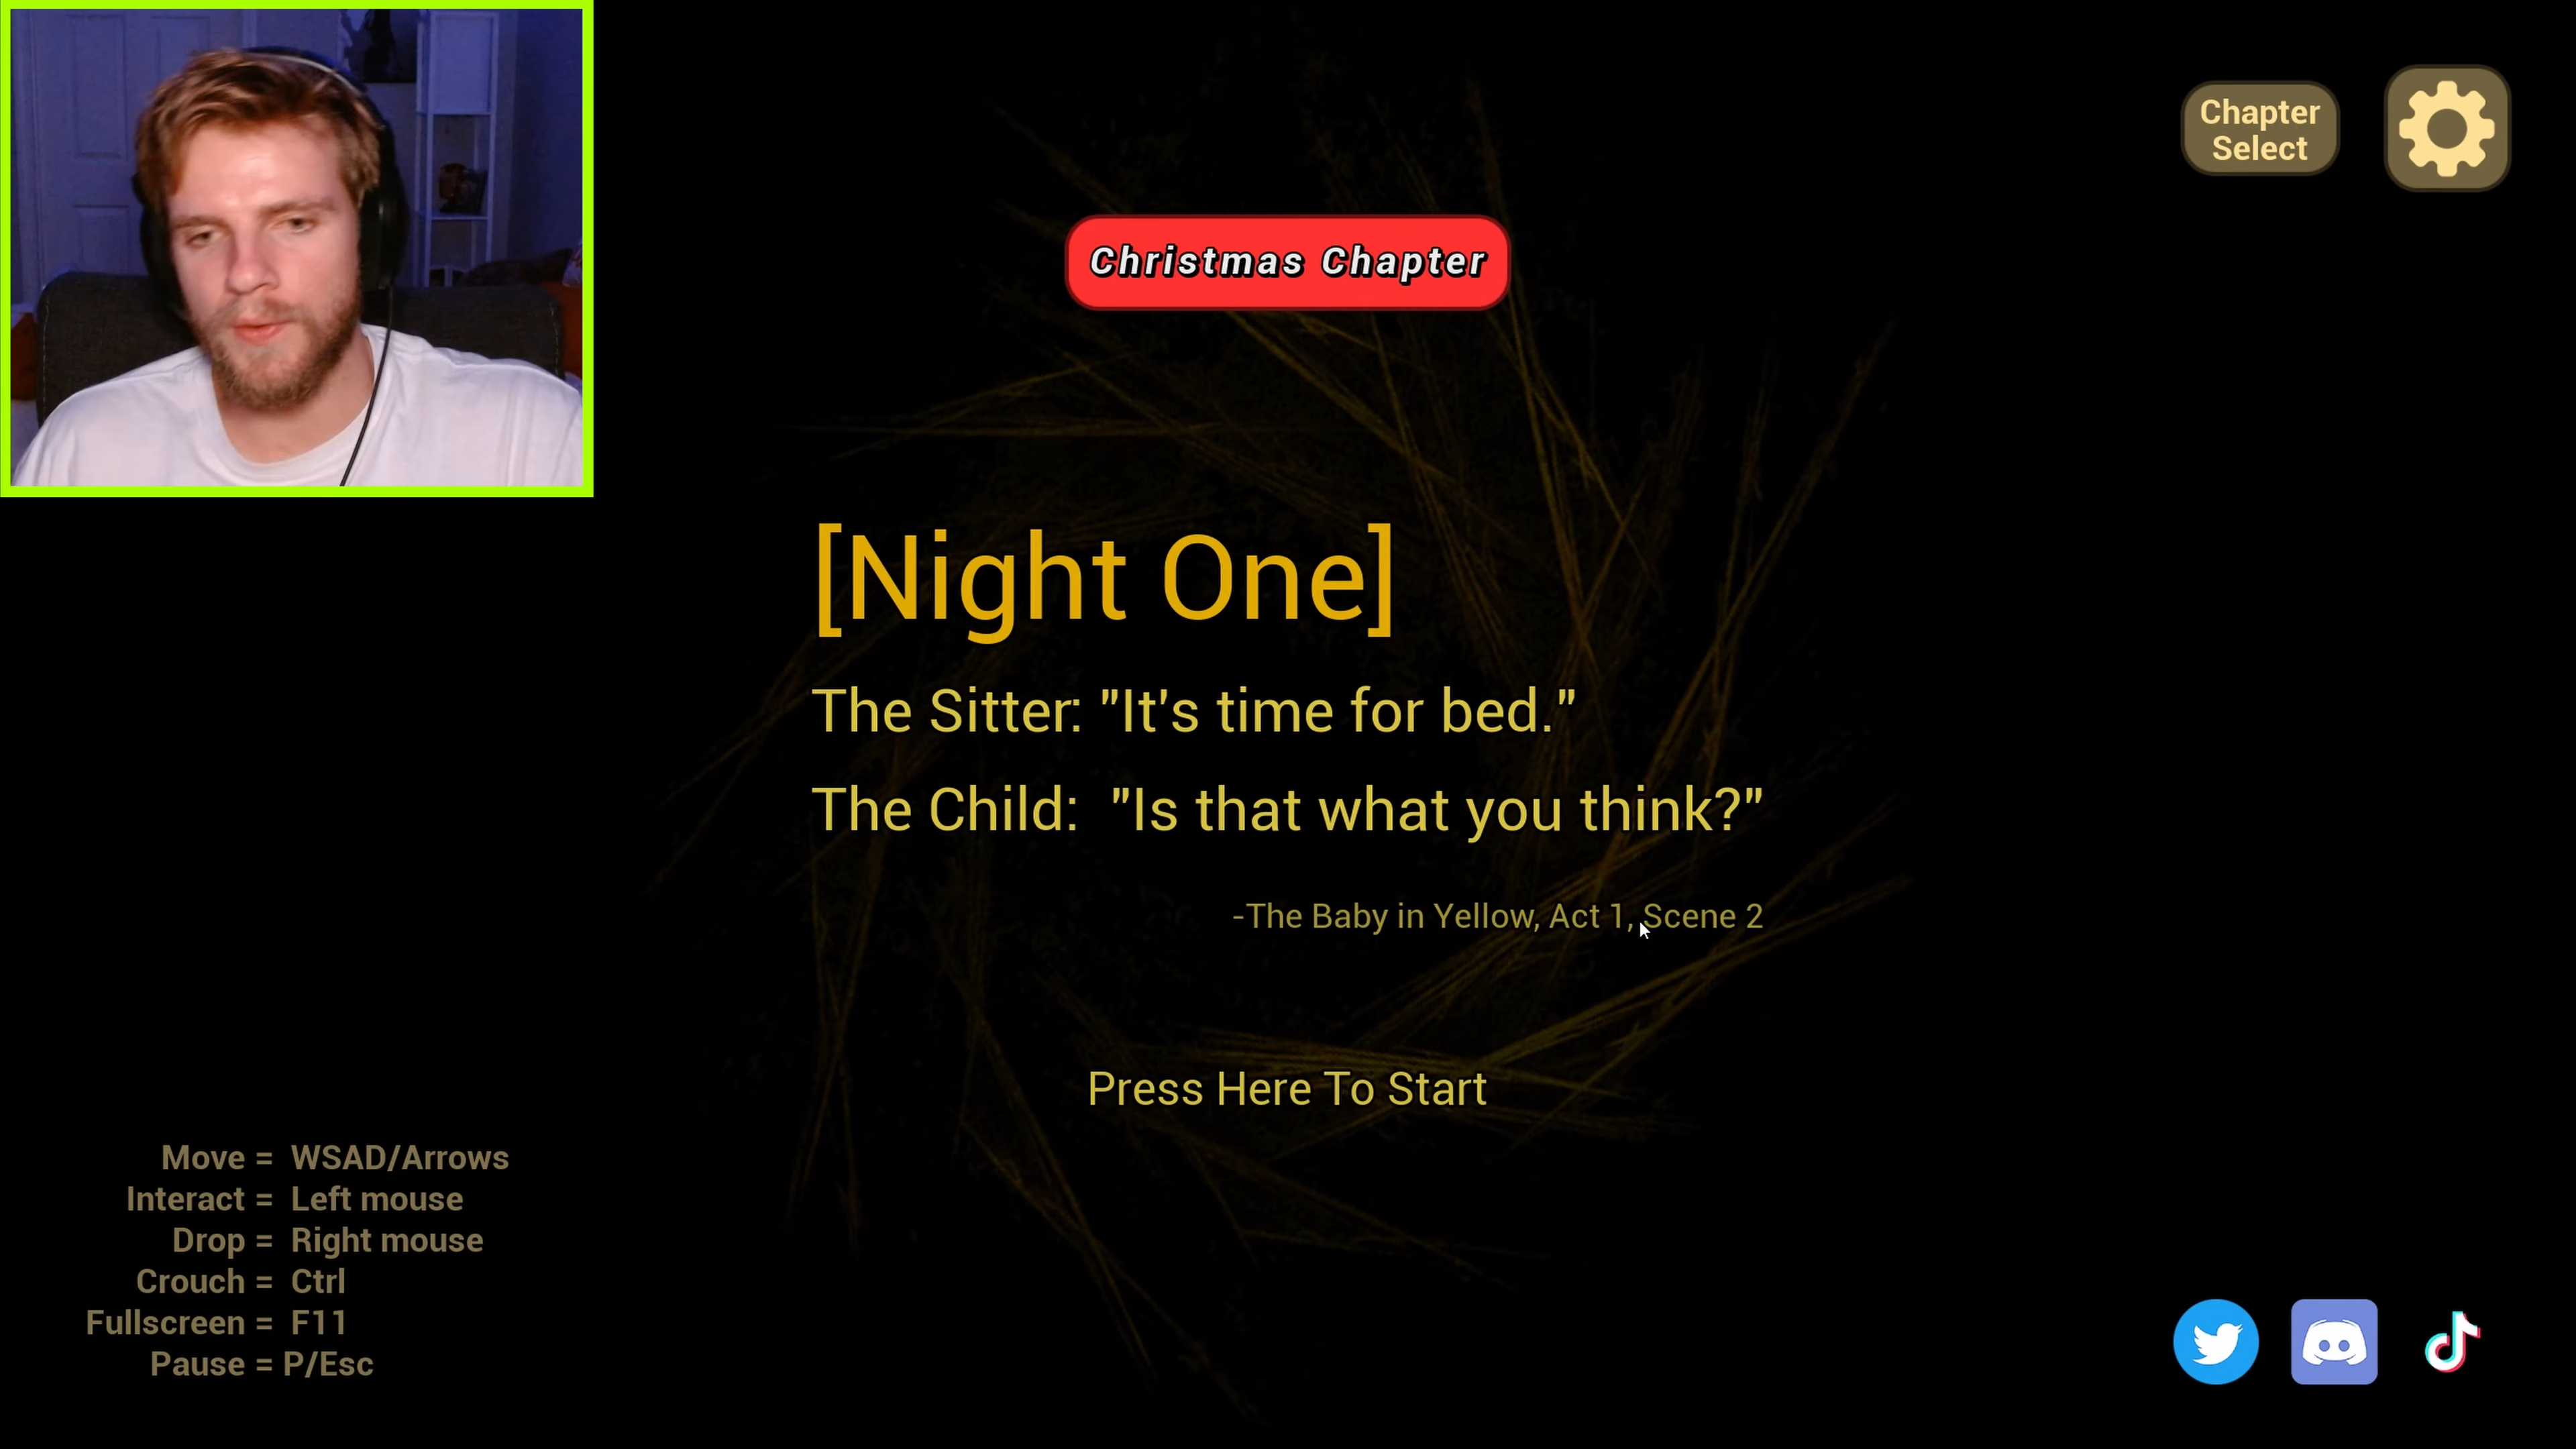 Chapter
Select
Christmas Chapter
[Night One]
The Sitter: "It's time for bed."
The Child:  "Is that what you think?"
-The Baby in Yellow, Act 1, Scene 2
Press Here To Start
Move = WSAD/Arrows
Interact = Left mouse
Drop = Right mouse
Crouch = Ctrl
Fullscreen = F11
Pause = P/Esc